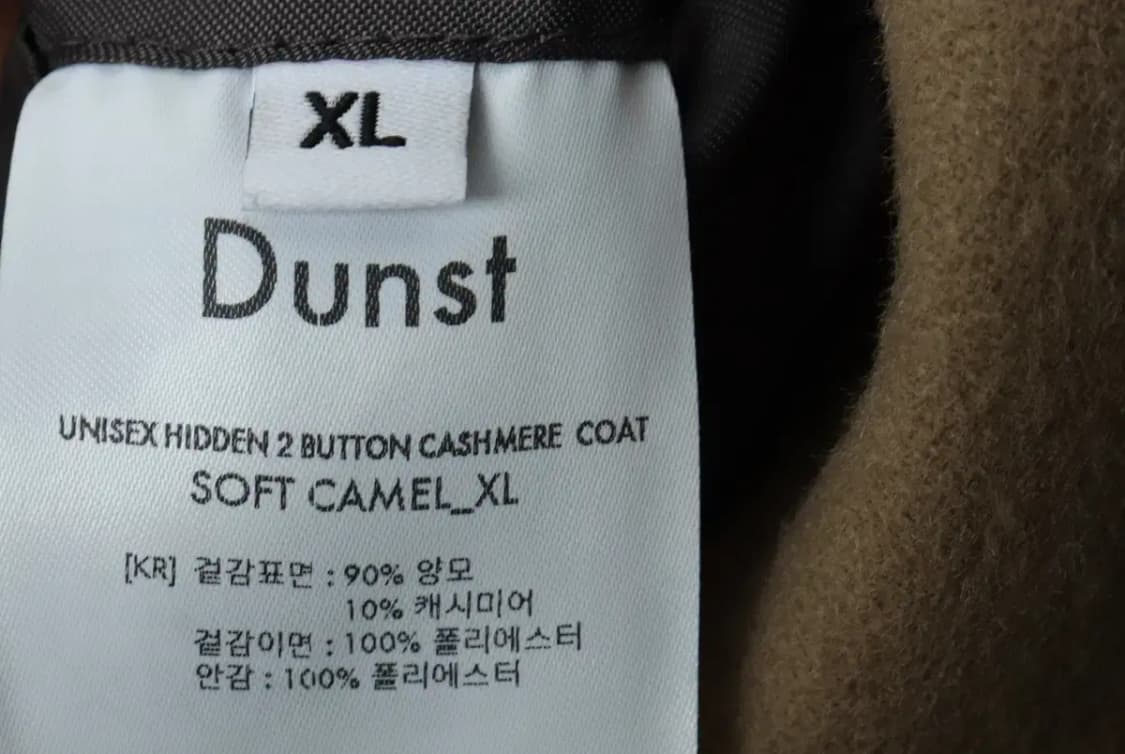 XL
Dunst
UNISEX HIDDEN 2 BUTTON CASHMERE COAT
SOFT CAMEL_XL
[KR] 겉감표면 : 90% 양모
10% 캐시미어
겉감이면 : 100% 폴리에스터
안감 : 100% 폴리에스터